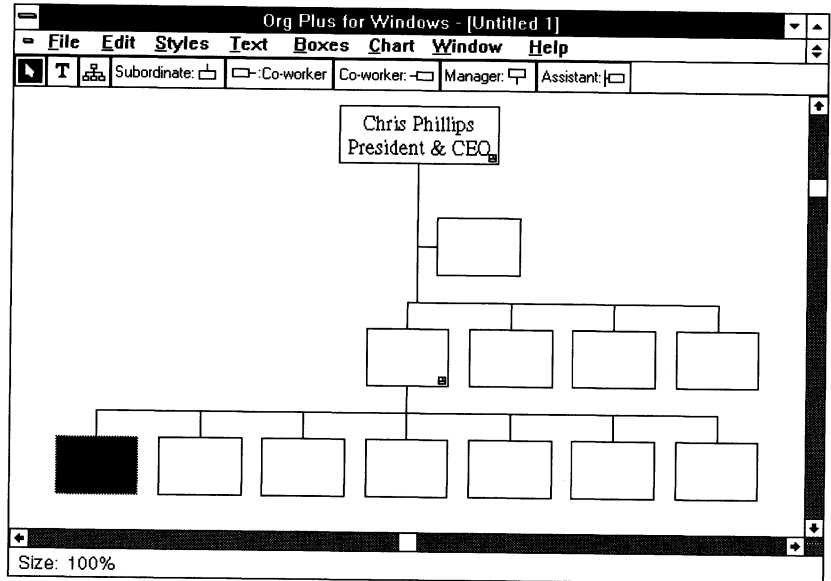 Org Plus for Windows - [Untitled 1]
File Edit Styles Text Boxes Chart Window Help
T Subordinate: :Co-worker Co-worker: Manager: Assistant:
Chris Phillips
President & CEO
Size: 100%